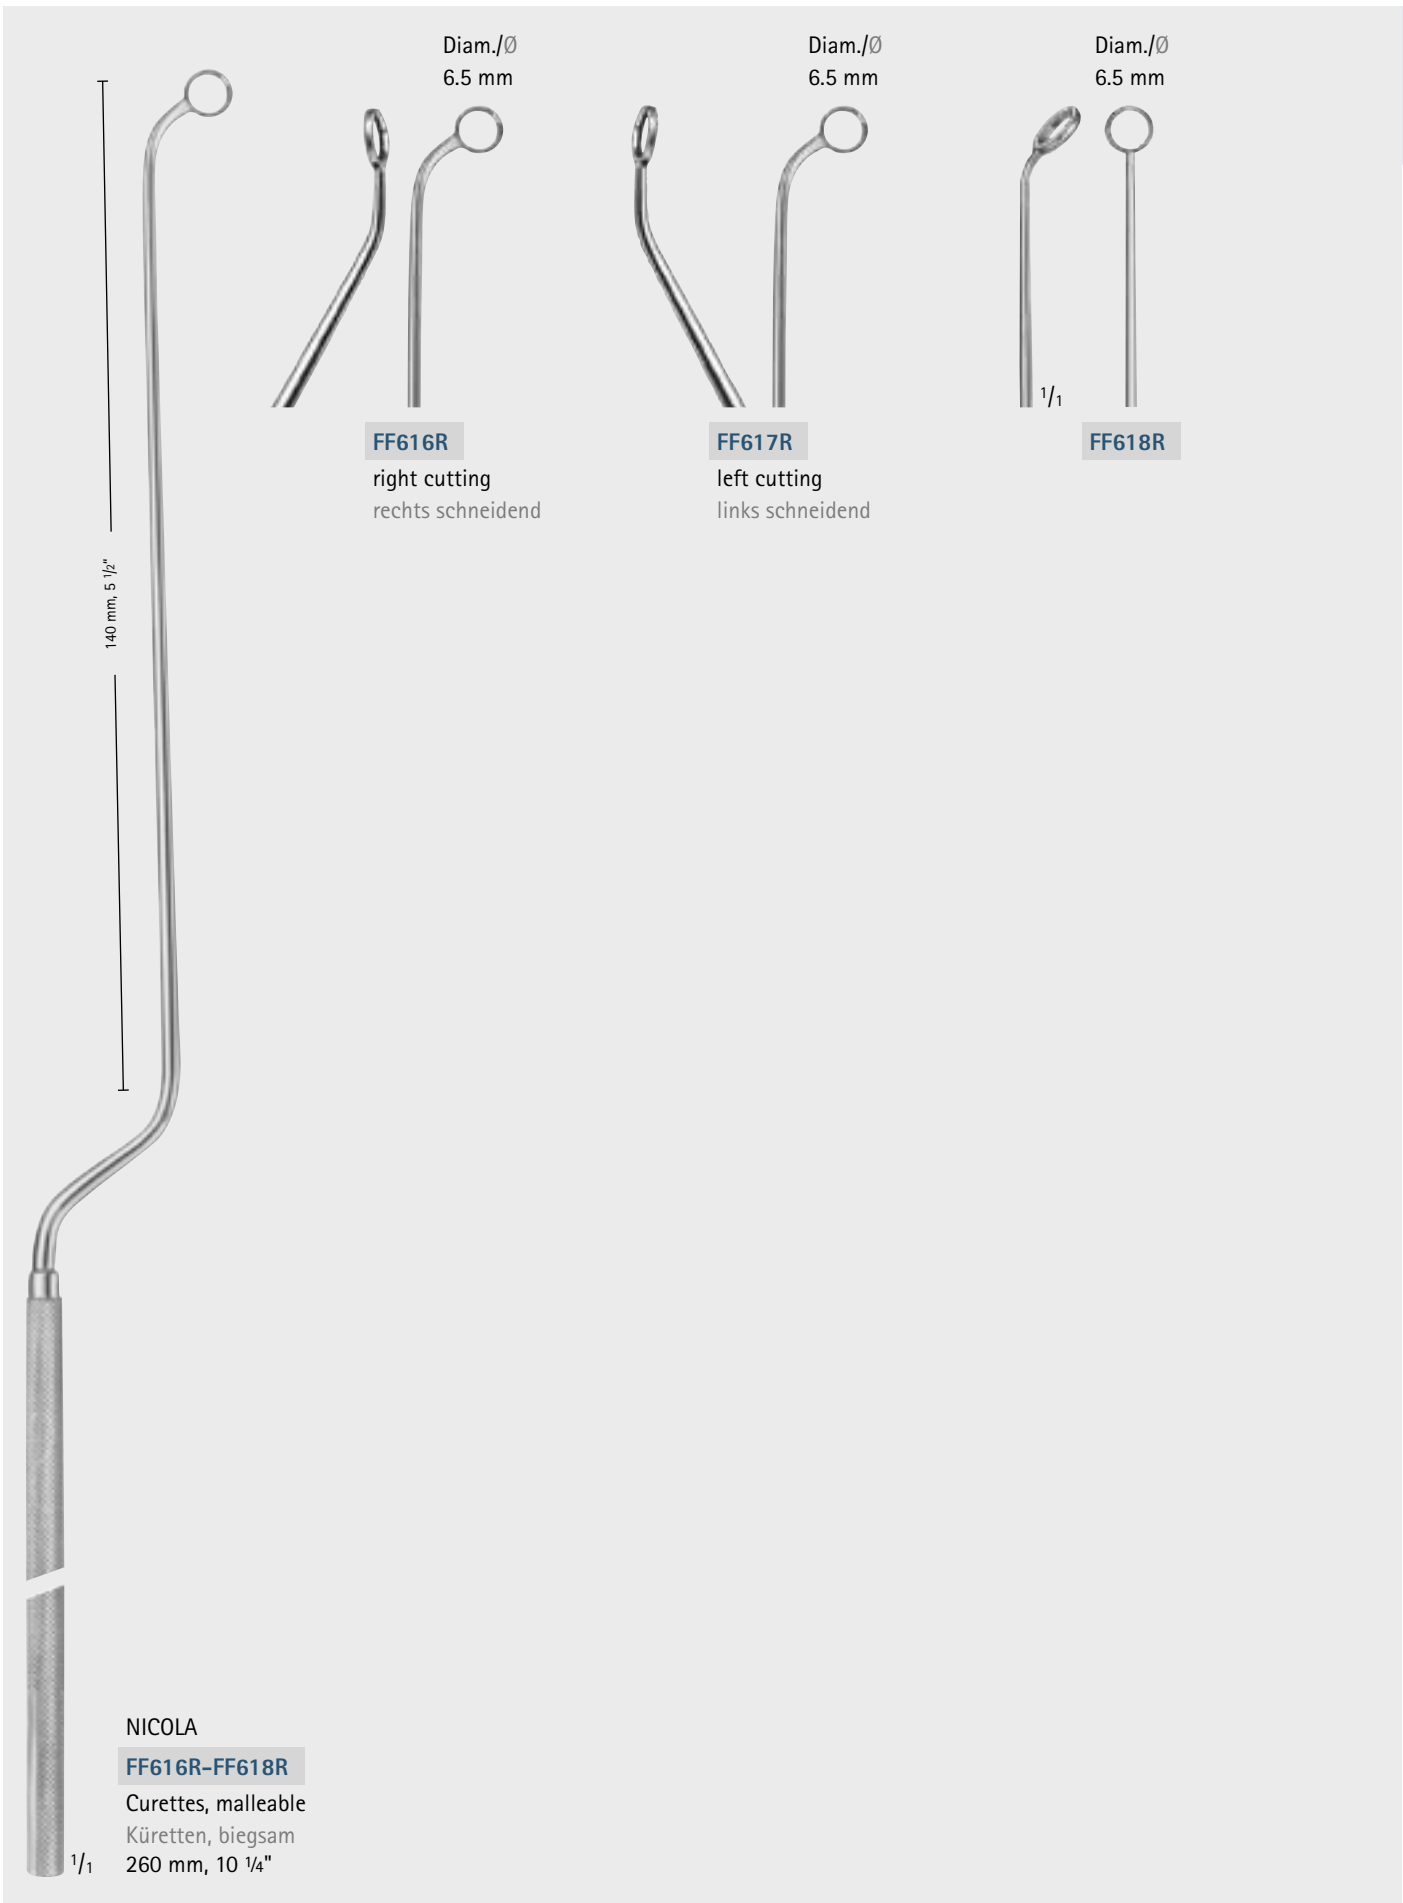 Diam./Ø
6.5 mm
Diam./Ø
6.5 mm
Diam./Ø
6.5 mm
1/1
FF616R
right cutting
rechts schneidend
FF617R
left cutting
links schneidend
FF618R
140 mm, 5 1/2"
NICOLA
FF616R-FF618R
Curettes, malleable
Küretten, biegsam
1/1 260 mm, 10 1/4"